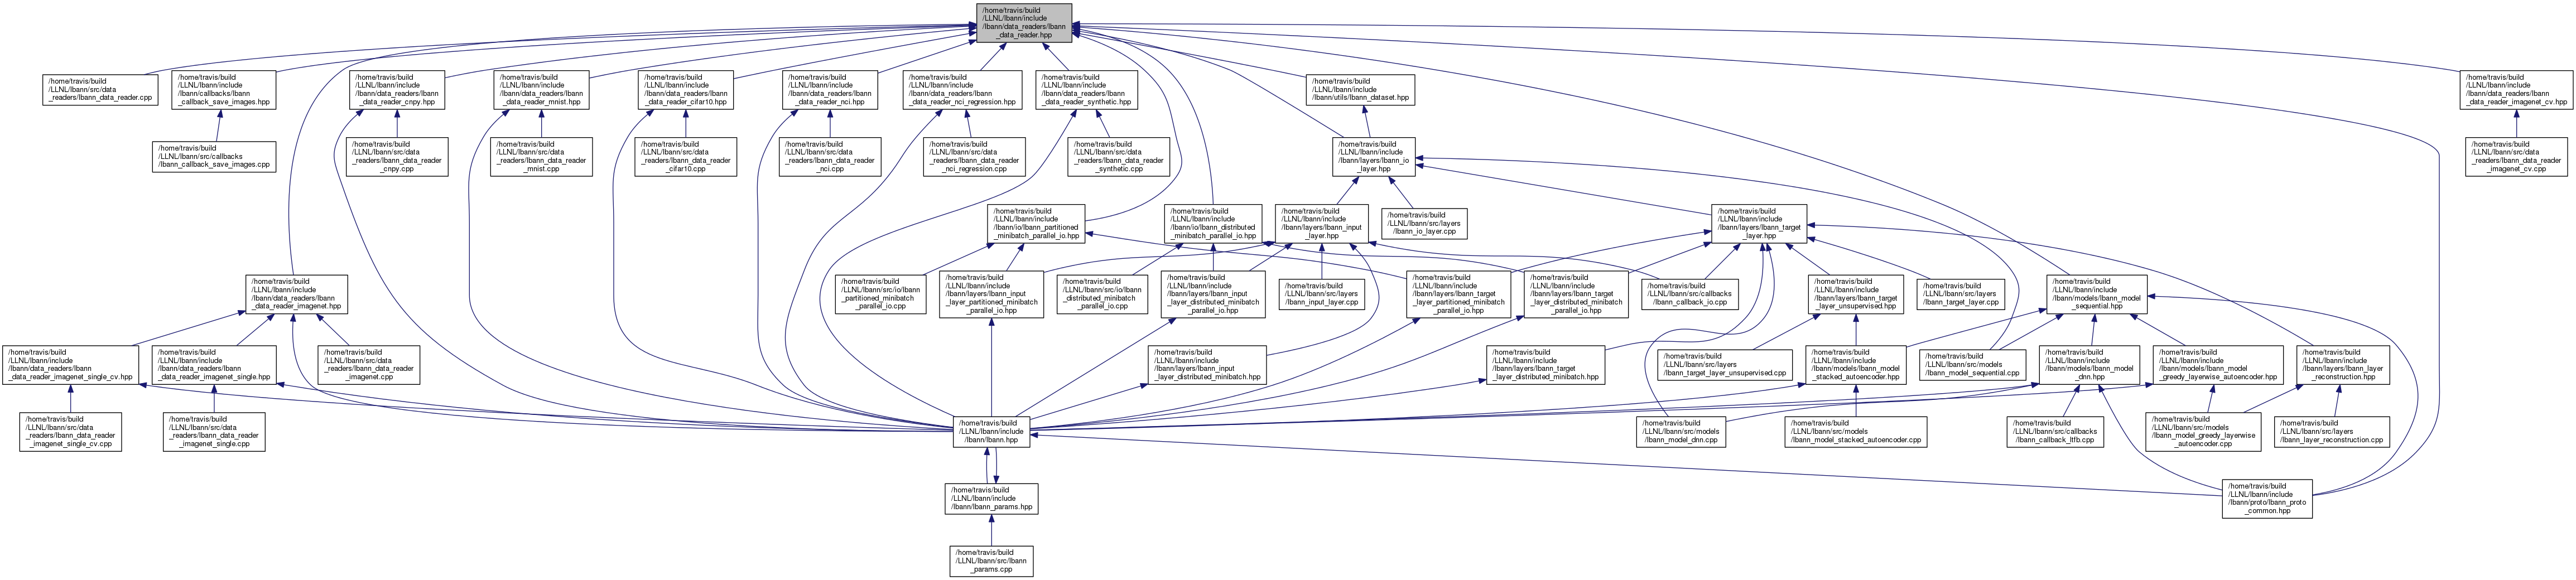 /home/travis/build
/LLNL/lbann/include
/lbann/data_readers/lbann
_data_reader.hpp
/home/travis/build
/LLNL/lbann/src/data
_readers/lbann_data_reader.cpp
/home/travis/build
/LLNL/lbann/include
/lbann/callbacks/lbann
_callback_save_images.hpp
/home/travis/build
/LLNL/lbann/include
/lbann/data_readers/lbann
_data_reader_cnpy.hpp
/home/travis/build
/LLNL/lbann/include
/lbann/data_readers/lbann
_data_reader_mnist.hpp
/home/travis/build
/LLNL/lbann/include
/lbann/data_readers/lbann
_data_reader_cifar10.hpp
/home/travis/build
/LLNL/lbann/include
/lbann/data_readers/lbann
_data_reader_nci.hpp
/home/travis/build
/LLNL/lbann/include
/lbann/data_readers/lbann
_data_reader_nci_regression.hpp
/home/travis/build
/LLNL/lbann/include
/lbann/data_readers/lbann
_data_reader_synthetic.hpp
/home/travis/build
/LLNL/lbann/include
/lbann/utils/lbann_dataset.hpp
/home/travis/build
/LLNL/lbann/include
/lbann/data_readers/lbann
_data_reader_imagenet_cv.hpp
/home/travis/build
/LLNL/lbann/src/callbacks
/lbann_callback_save_images.cpp
/home/travis/build
/LLNL/lbann/src/data
_readers/lbann_data_reader
_cnpy.cpp
/home/travis/build
/LLNL/lbann/src/data
_readers/lbann_data_reader
_mnist.cpp
/home/travis/build
/LLNL/lbann/src/data
_readers/lbann_data_reader
_cifar10.cpp
/home/travis/build
/LLNL/lbann/src/data
_readers/lbann_data_reader
_nci.cpp
/home/travis/build
/LLNL/lbann/src/data
_readers/lbann_data_reader
_nci_regression.cpp
/home/travis/build
/LLNL/lbann/src/data
_readers/lbann_data_reader
_synthetic.cpp
/home/travis/build
/LLNL/lbann/include
/lbann/layers/lbann_io
_layer.hpp
/home/travis/build
/LLNL/lbann/src/data
_readers/lbann_data_reader
_imagenet_cv.cpp
/home/travis/build
/LLNL/lbann/include
/lbann/io/lbann_partitioned
_minibatch_parallel_io.hpp
/home/travis/build
/LLNL/lbann/include
/lbann/io/lbann_distributed
_minibatch_parallel_io.hpp
/home/travis/build
/LLNL/lbann/include
/lbann/layers/lbann_input
_layer.hpp
/home/travis/build
/LLNL/lbann/src/layers
/lbann_io_layer.cpp
/home/travis/build
/LLNL/lbann/include
/lbann/layers/lbann_target
_layer.hpp
/home/travis/build
/LLNL/lbann/include
/lbann/data_readers/lbann
_data_reader_imagenet.hpp
/home/travis/build
/LLNL/lbann/src/io/lbann
_partitioned_minibatch
_parallel_io.cpp
/home/travis/build
/LLNL/lbann/include
/lbann/layers/lbann_input
_layer_partitioned_minibatch
_parallel_io.hpp
/home/travis/build
/LLNL/lbann/src/io/lbann
_distributed_minibatch
_parallel_io.cpp
/home/travis/build
/LLNL/lbann/include
/lbann/layers/lbann_input
_layer_distributed_minibatch
_parallel_io.hpp
/home/travis/build
/LLNL/lbann/src/layers
/lbann_input_layer.cpp
/home/travis/build
/LLNL/lbann/include
/lbann/layers/lbann_target
_layer_partitioned_minibatch
_parallel_io.hpp
/home/travis/build
/LLNL/lbann/include
/lbann/layers/lbann_target
_layer_distributed_minibatch
_parallel_io.hpp
/home/travis/build
/LLNL/lbann/src/callbacks
/lbann_callback_io.cpp
/home/travis/build
/LLNL/lbann/include
/lbann/layers/lbann_target
_layer_unsupervised.hpp
/home/travis/build
/LLNL/lbann/src/layers
/lbann_target_layer.cpp
/home/travis/build
/LLNL/lbann/include
/lbann/models/lbann_model
_sequential.hpp
/home/travis/build
/LLNL/lbann/include
/lbann/data_readers/lbann
_data_reader_imagenet_single_cv.hpp
/home/travis/build
/LLNL/lbann/include
/lbann/data_readers/lbann
_data_reader_imagenet_single.hpp
/home/travis/build
/LLNL/lbann/src/data
_readers/lbann_data_reader
_imagenet.cpp
/home/travis/build
/LLNL/lbann/include
/lbann/layers/lbann_input
_layer_distributed_minibatch.hpp
/home/travis/build
/LLNL/lbann/include
/lbann/layers/lbann_target
_layer_distributed_minibatch.hpp
/home/travis/build
/LLNL/lbann/src/layers
/lbann_target_layer_unsupervised.cpp
/home/travis/build
/LLNL/lbann/include
/lbann/models/lbann_model
_stacked_autoencoder.hpp
/home/travis/build
/LLNL/lbann/src/models
/lbann_model_sequential.cpp
/home/travis/build
/LLNL/lbann/include
/lbann/models/lbann_model
_dnn.hpp
/home/travis/build
/LLNL/lbann/include
/lbann/models/lbann_model
_greedy_layerwise_autoencoder.hpp
/home/travis/build
/LLNL/lbann/include
/lbann/layers/lbann_layer
_reconstruction.hpp
/home/travis/build
/LLNL/lbann/src/data
_readers/lbann_data_reader
_imagenet_single_cv.cpp
/home/travis/build
/LLNL/lbann/src/data
_readers/lbann_data_reader
_imagenet_single.cpp
/home/travis/build
/LLNL/lbann/include
/lbann/lbann.hpp
/home/travis/build
/LLNL/lbann/src/models
/lbann_model_dnn.cpp
/home/travis/build
/LLNL/lbann/src/models
/lbann_model_stacked_autoencoder.cpp
/home/travis/build
/LLNL/lbann/src/callbacks
/lbann_callback_ltfb.cpp
/home/travis/build
/LLNL/lbann/src/models
/lbann_model_greedy_layerwise
_autoencoder.cpp
/home/travis/build
/LLNL/lbann/src/layers
/lbann_layer_reconstruction.cpp
/home/travis/build
/LLNL/lbann/include
/lbann/lbann_params.hpp
/home/travis/build
/LLNL/lbann/include
/lbann/proto/lbann_proto
_common.hpp
/home/travis/build
/LLNL/lbann/src/lbann
_params.cpp